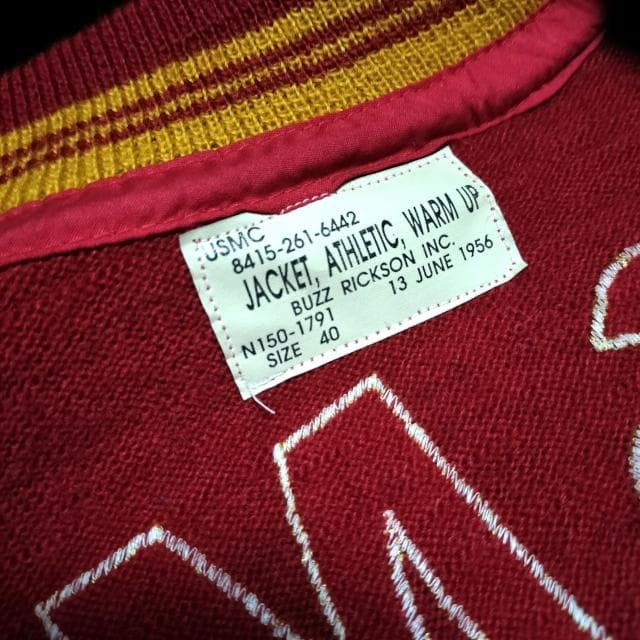 USMC
8415-261-6442
JACKET, ATHLETIC, WARM UP
BUZZ RICKSON INC.
13 JUNE 1956
N150-1791
SIZE 40